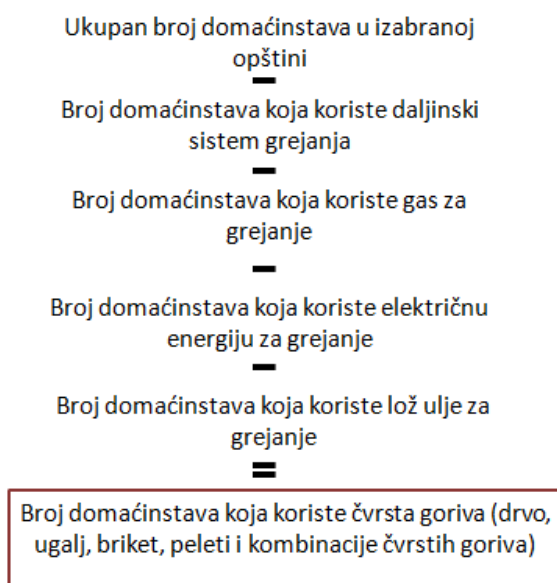 Ukupan broj domaćinstava u izabranoj
opštini
–
Broj domaćinstava koja koriste daljinski
sistem grejanja
–
Broj domaćinstava koja koriste gas za
grejanje
–
Broj domaćinstava koja koriste električnu
energiju za grejanje
–
Broj domaćinstava koja koriste lož ulje za
grejanje
=
Broj domaćinstava koja koriste čvrsta goriva (drvo,
ugalj, briket, peleti i kombinacije čvrstih goriva)